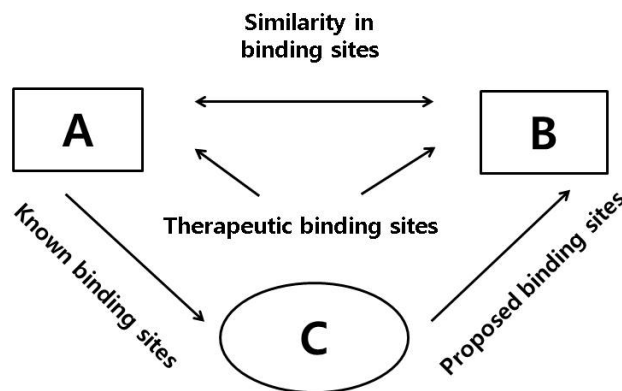 Similarity in
binding sites
A
B
Therapeutic binding sites
Known binding sites
Proposed binding sites
C